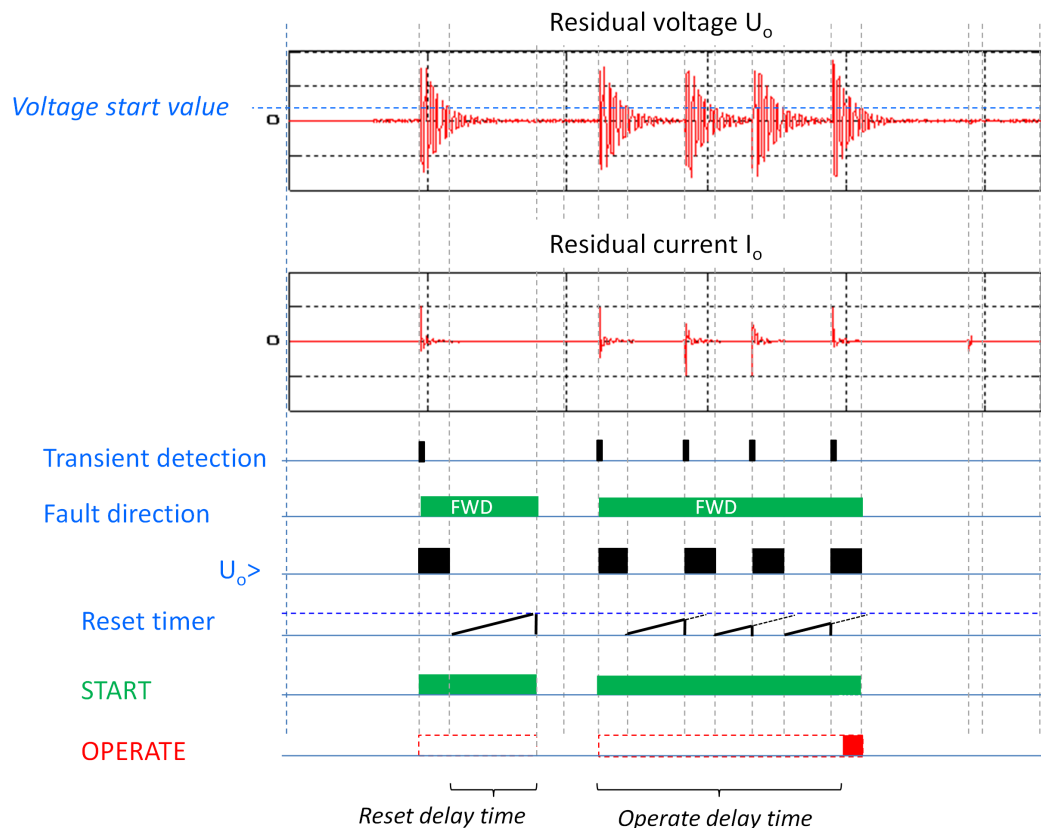 Residual voltage Uₒ
Voltage start value
0
Residual current Iₒ
0
Transient detection
Fault direction
FWD FWD
Uₒ>
Reset timer
START
OPERATE
Reset delay time Operate delay time